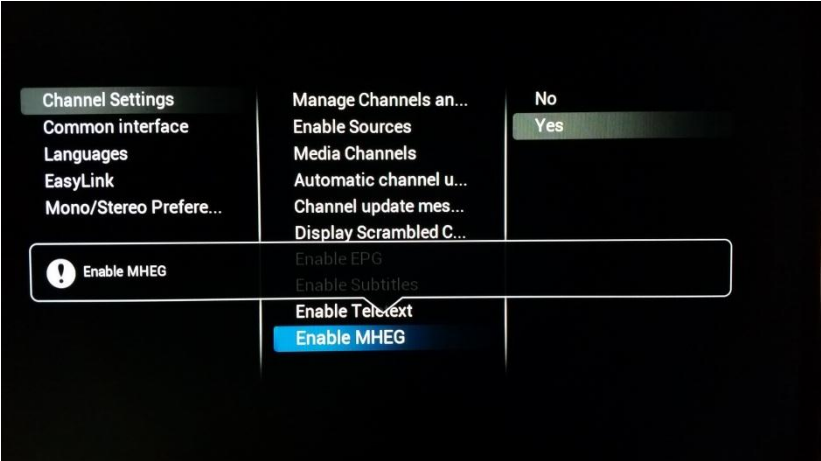 Channel Settings
Common interface
Languages
EasyLink
Mono/Stereo Prefere...
Manage Channels an...
Enable Sources
Media Channels
Automatic channel u...
Channel update mes...
Display Scrambled C...
Enable EPG
Enable Subtitles
Enable Teletext
Enable MHEG
No
Yes
Enable MHEG